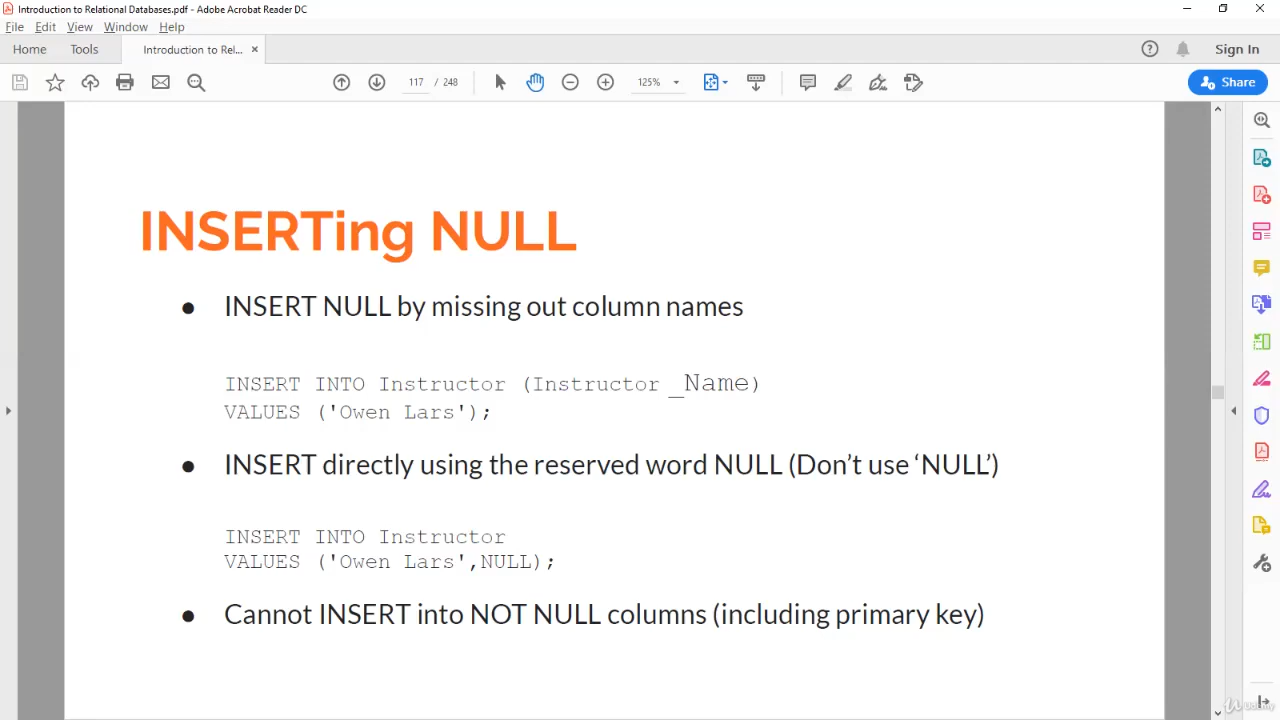 Introduction to Relational Databases.pdf - Adobe Acrobat Reader DC
File Edit View Window Help
Home Tools Introduction to Rel... × Sign In
117 / 248 125% Share
INSERTing NULL
● INSERT NULL by missing out column names
INSERT INTO Instructor (Instructor _Name)
VALUES ('Owen Lars');
● INSERT directly using the reserved word NULL (Don’t use ‘NULL’)
INSERT INTO Instructor
VALUES ('Owen Lars',NULL);
● Cannot INSERT into NOT NULL columns (including primary key)
Udemy